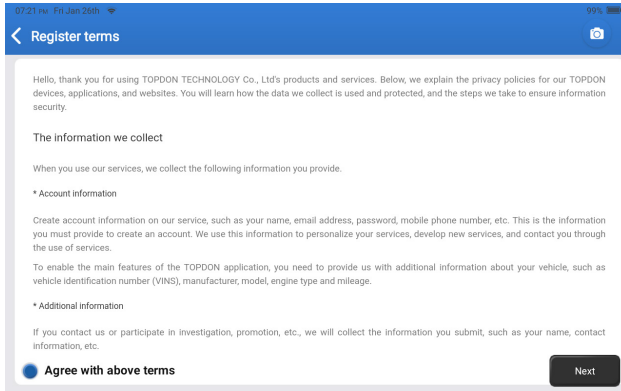 07:21 PM Fri Jan 26th 99%
Register terms
Hello, thank you for using TOPDON TECHNOLOGY Co., Ltd's products and services. Below, we explain the privacy policies for our TOPDON
devices, applications, and websites. You will learn how the data we collect is used and protected, and the steps we take to ensure information
security.
The information we collect
When you use our services, we collect the following information you provide.
* Account information
Create account information on our service, such as your name, email address, password, mobile phone number, etc. This is the information
you must provide to create an account. We use this information to personalize your services, develop new services, and contact you through
the use of services.
To enable the main features of the TOPDON application, you need to provide us with additional information about your vehicle, such as
vehicle identification number (VINS), manufacturer, model, engine type and mileage.
* Additional information
If you contact us or participate in investigation, promotion, etc., we will collect the information you submit, such as your name, contact
information, etc.
Agree with above terms
Next